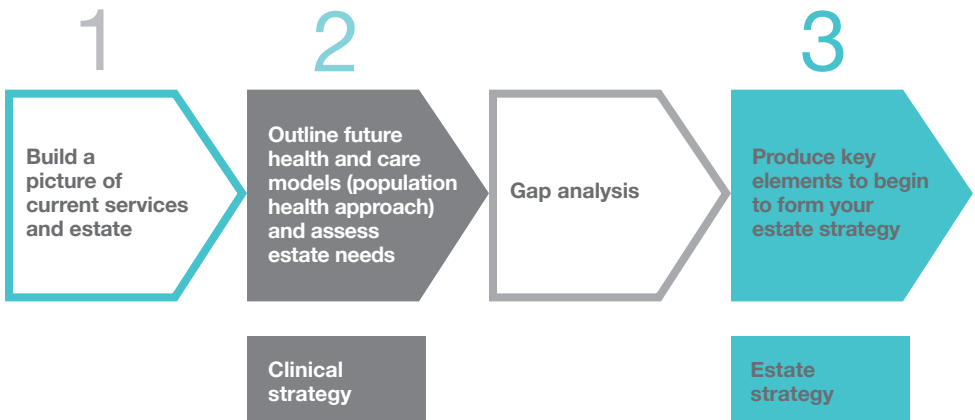 1
Build a
picture of
current services
and estate
2
Outline future
health and care
models (population
health approach)
and assess
estate needs
Clinical
strategy
Gap analysis
3
Produce key
elements to begin
to form your
estate strategy
Estate
strategy